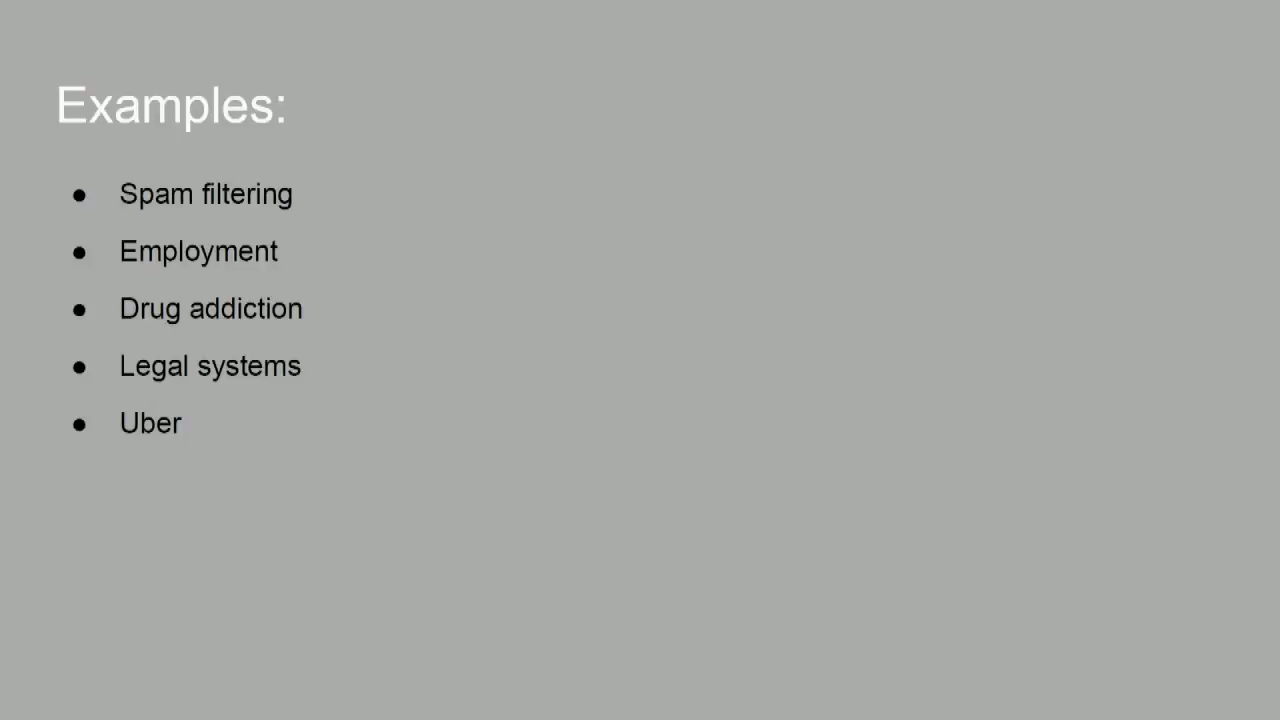 Examples:
● Spam filtering
● Employment
● Drug addiction
● Legal systems
● Uber